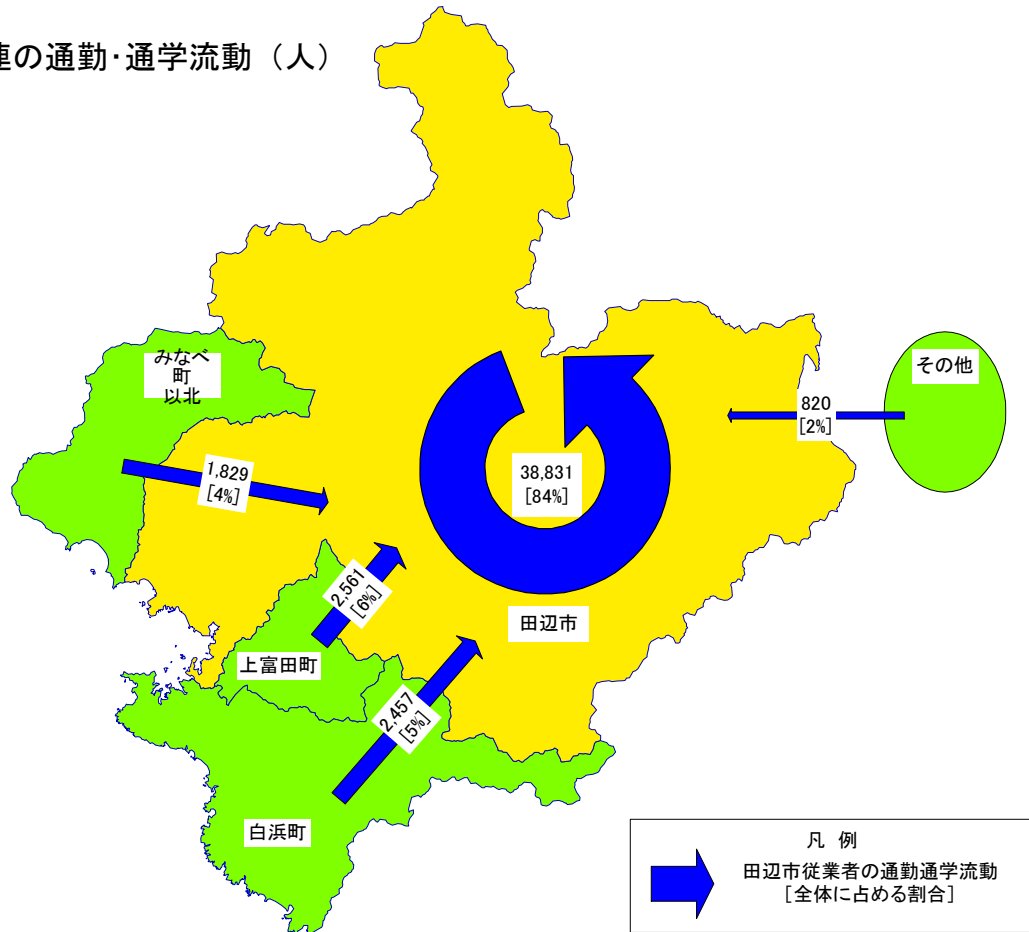 の通勤・通学流動（人）
みなべ
町
以北
その他
820
[2%]
1,829
[4%]
38,831
[84%]
2,561
[6%]
田辺市
上富田町
2,457
[5%]
白浜町
凡 例
田辺市従業者の通勤通学流動
[全体に占める割合]